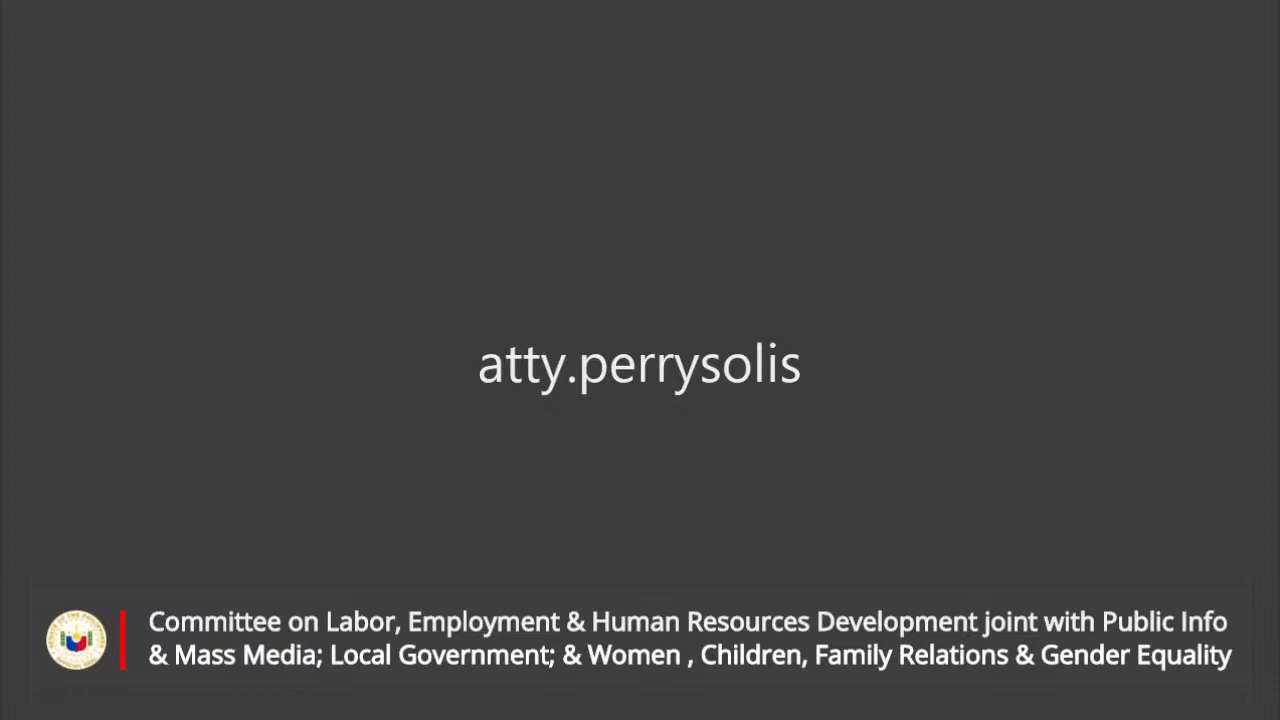 atty.perrysolis
Committee on Labor, Employment & Human Resources Development joint with Public Info
& Mass Media; Local Government; & Women , Children, Family Relations & Gender Equality